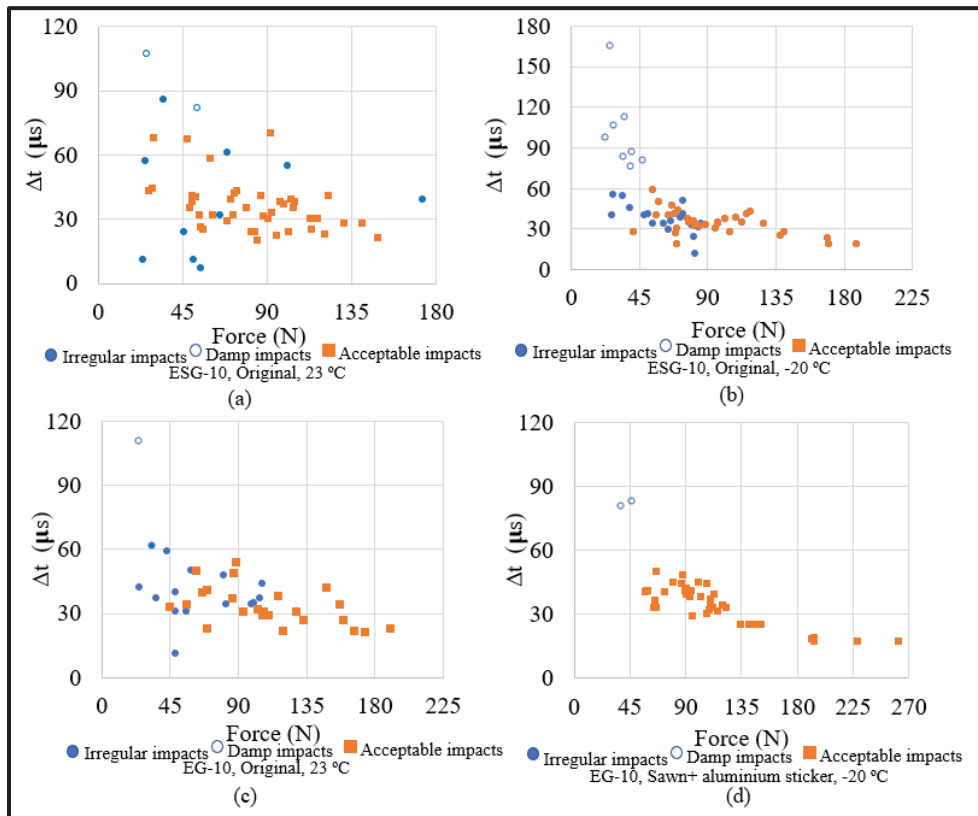 120
90
60
30
0
Δt (µs)
0 45 90 135 180
Force (N)
Irregular impacts Damp impacts Acceptable impacts
ESG-10, Original, 23 ºC
(a)
180
150
120
90
60
30
0
Δt (µs)
0 45 90 135 180 225
Force (N)
Irregular impacts Damp impacts Acceptable impacts
ESG-10, Original, -20 ºC
(b)
120
90
60
30
0
Δt (µs)
0 45 90 135 180 225
Force (N)
Irregular impacts Damp impacts Acceptable impacts
EG-10, Original, 23 ºC
(c)
120
90
60
30
0
Δt (µs)
0 45 90 135 180 225 270
Force (N)
Irregular impacts Damp impacts Acceptable impacts
EG-10, Sawn+ aluminium sticker, -20 ºC
(d)